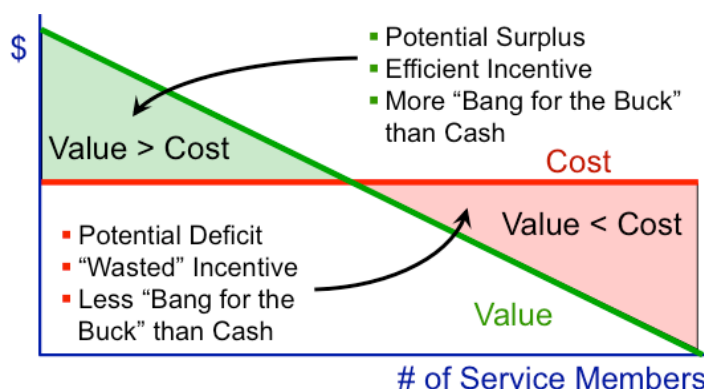 $
▪ Potential Surplus
▪ Efficient Incentive
▪ More “Bang for the Buck”
than Cash
Value > Cost
Cost
▪ Potential Deficit
▪ “Wasted” Incentive
▪ Less “Bang for the
Buck” than Cash
Value < Cost
Value
# of Service Members